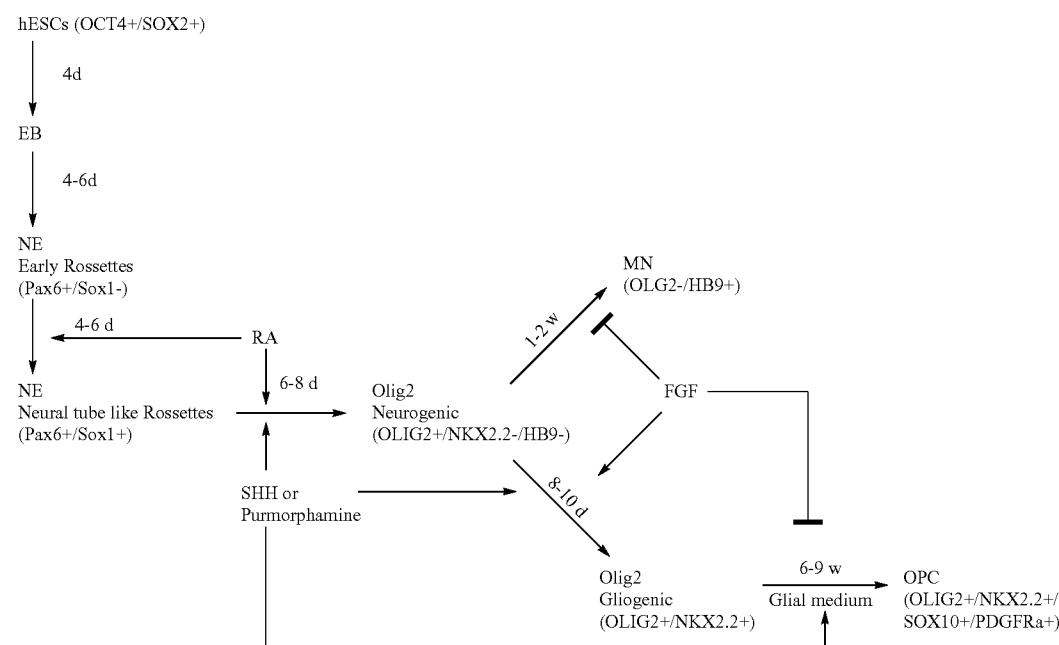 hESCs (OCT4+/SOX2+)
4d
EB
4-6d
NE
Early Rossettes
(Pax6+/Sox1-)
4-6 d
RA
NE
Neural tube like Rossettes
(Pax6+/Sox1+)
6-8 d
SHH or
Purmorphamine
Olig2
Neurogenic
(OLIG2+/NKX2.2-/HB9-)
1-2 w
MN
(OLG2-/HB9+)
FGF
8-10 d
Olig2
Gliogenic
(OLIG2+/NKX2.2+)
6-9 w
Glial medium
OPC
(OLIG2+/NKX2.2+/
SOX10+/PDGFRa+)